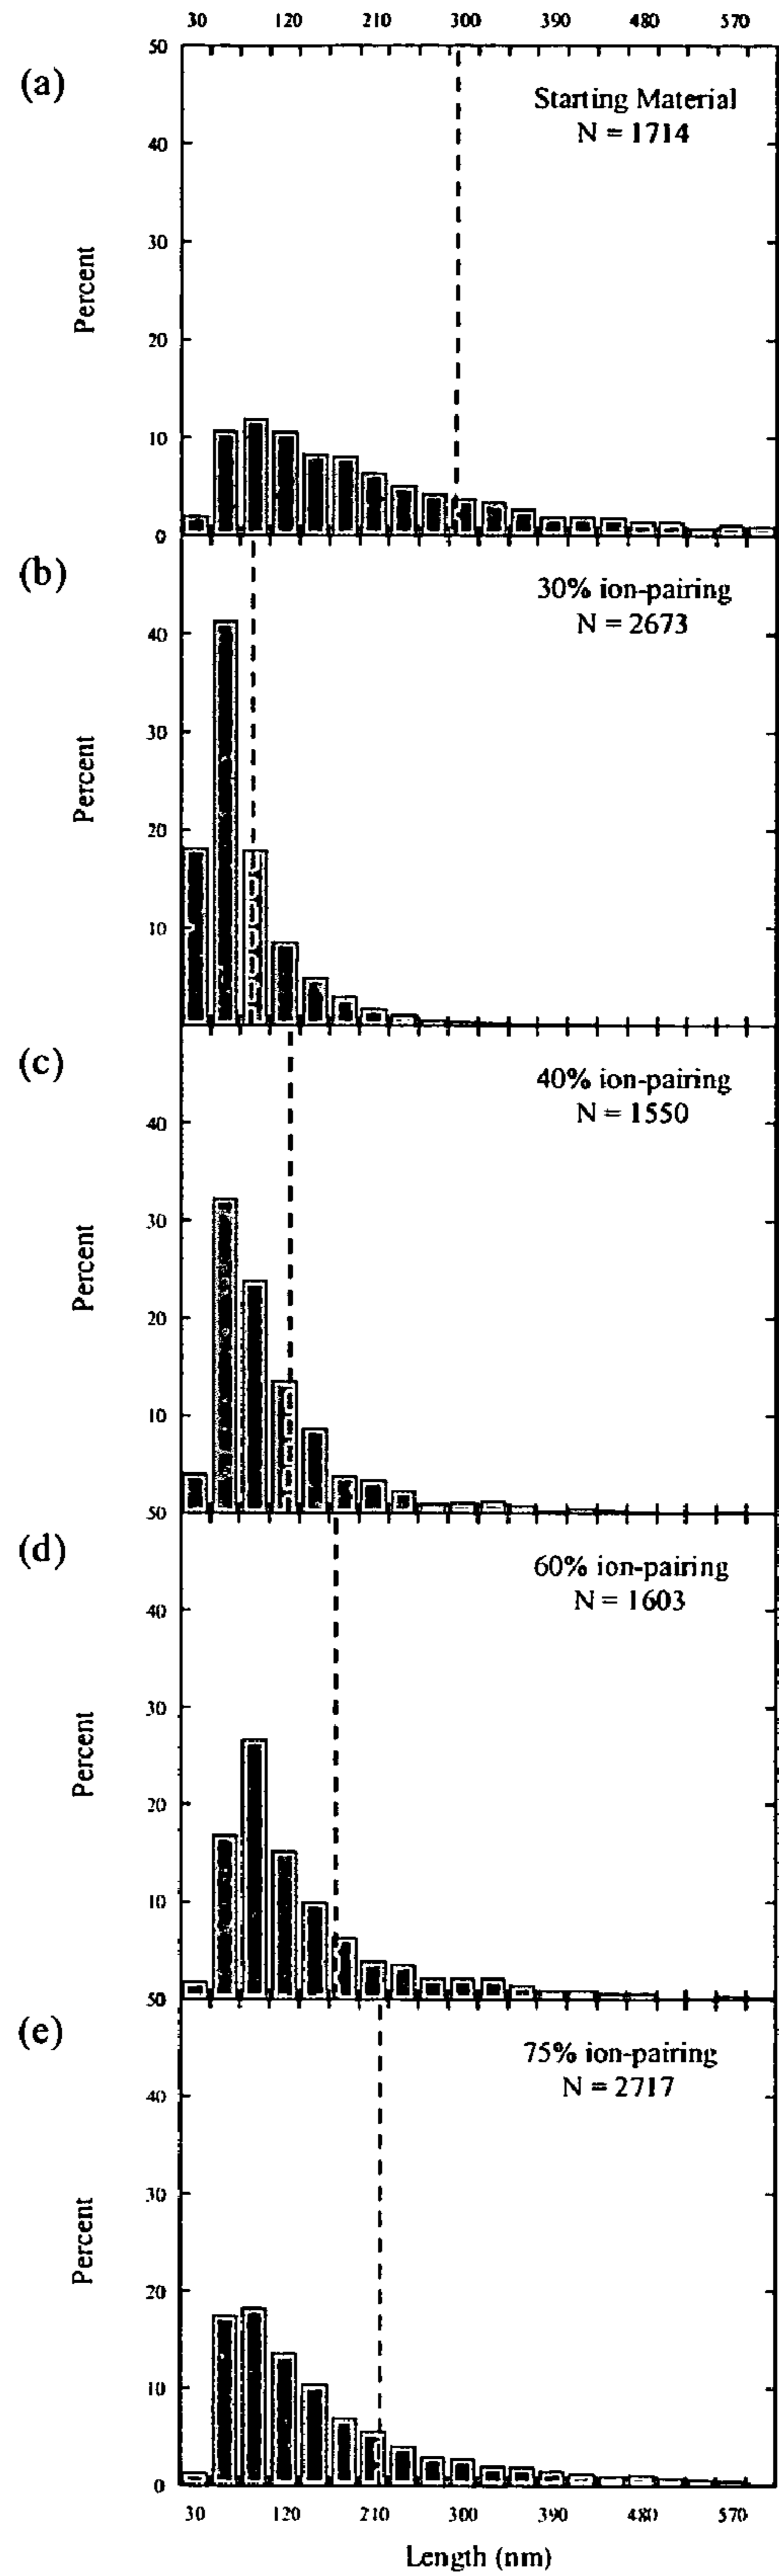 30 120 210 300 390 480 570
(a)
50
Starting Material
N = 1714
40
30
20
10
0
Percent
(b)
30% ion-pairing
N = 2673
40
30
20
10
Percent
(c)
40% ion-pairing
N = 1550
40
30
20
10
50
Percent
(d)
60% ion-pairing
N = 1603
40
30
20
10
50
Percent
(e)
75% ion-pairing
N = 2717
40
30
20
10
0
Percent
30 120 210 300 390 480 570
Length (nm)